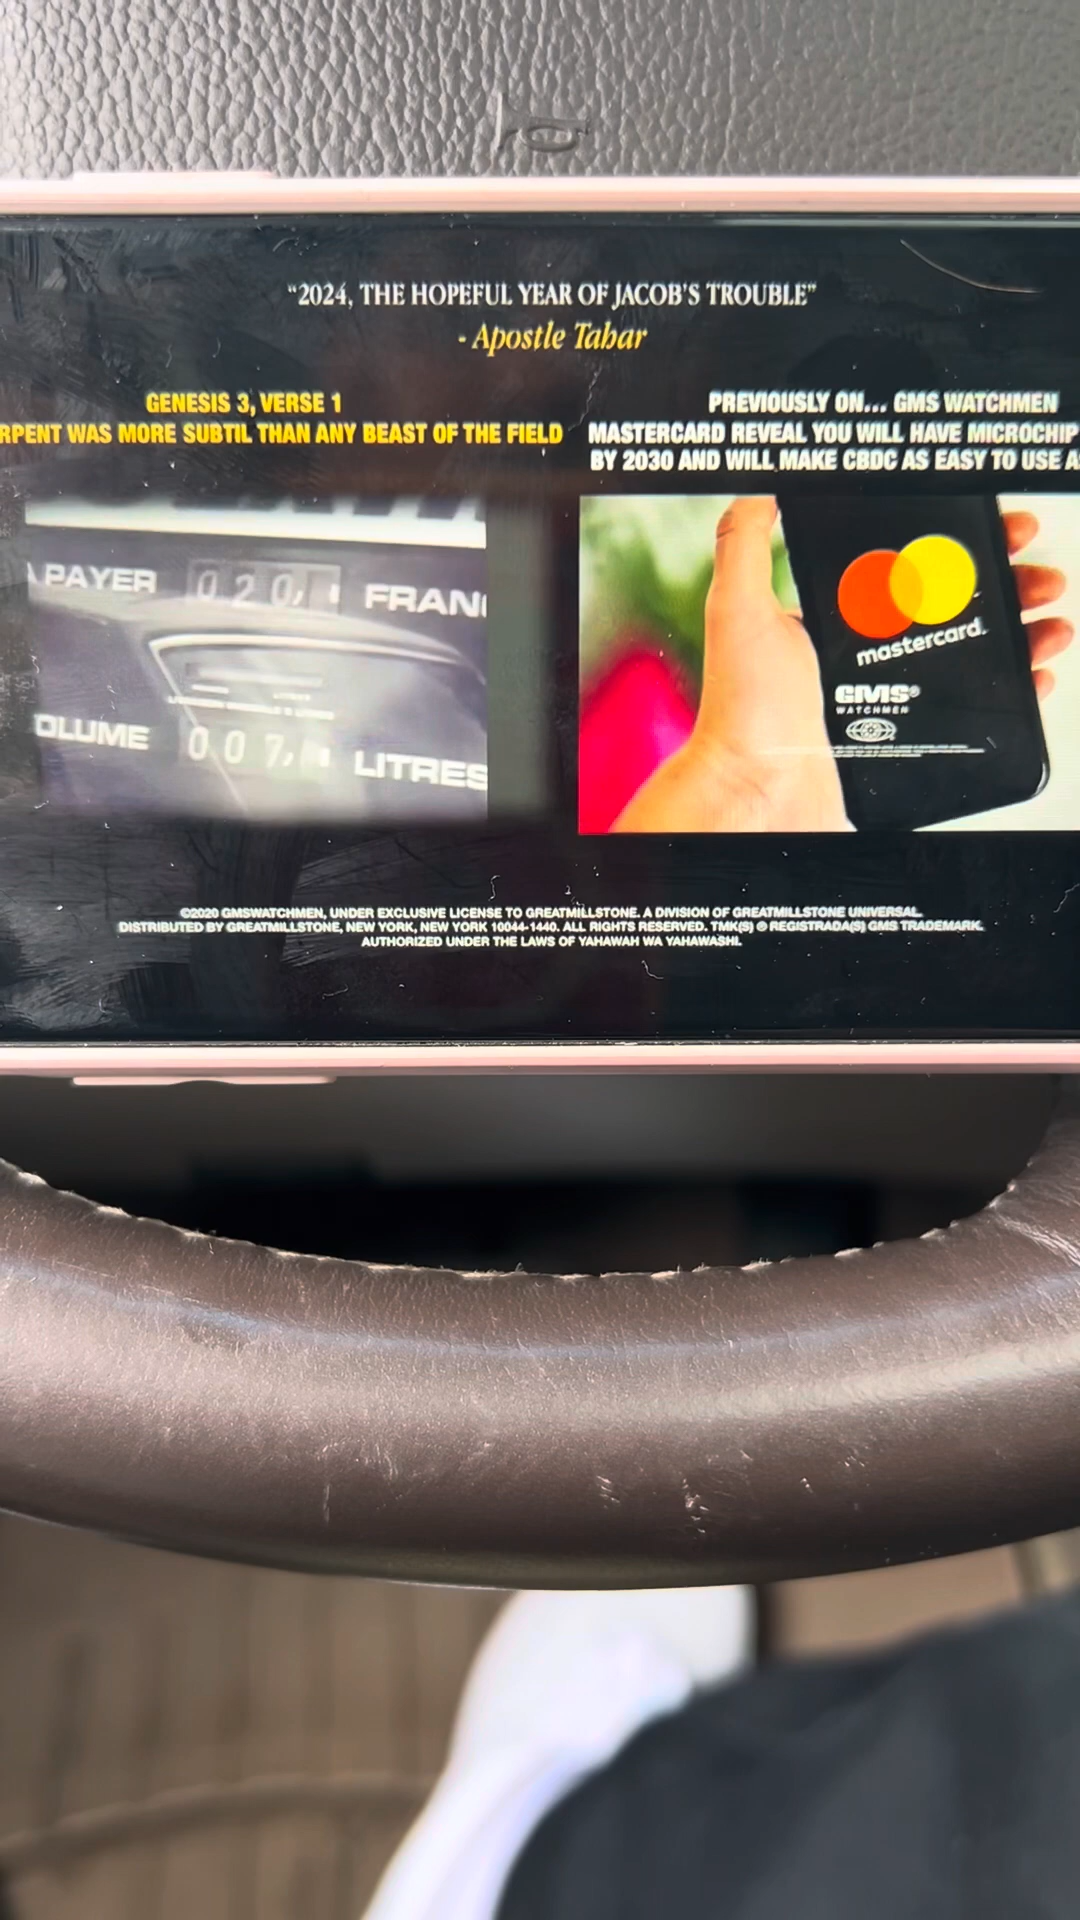 "2024, THE HOPEFUL YEAR OF JACOB'S TROUBLE"
- Apostle Tahar
GENESIS 3, VERSE 1
RPENT WAS MORE SUBTIL THAN ANY BEAST OF THE FIELD
PREVIOUSLY ON... GMS WATCHMEN
MASTERCARD REVEAL YOU WILL HAVE MICROCHIP
BY 2030 AND WILL MAKE CBDC AS EASY TO USE A
A PAYER 020, FRAN
OLUME 007, LITRES
mastercard.
GMS®
WATCHMEN
©2020 GMSWATCHMEN, UNDER EXCLUSIVE LICENSE TO GREATMILLSTONE. A DIVISION OF GREATMILLSTONE UNIVERSAL.
DISTRIBUTED BY GREATMILLSTONE, NEW YORK, NEW YORK 10044-1440. ALL RIGHTS RESERVED. TMK(S) ® REGISTRADA(S) GMS TRADEMARK.
AUTHORIZED UNDER THE LAWS OF YAHAWAH WA YAHAWASHI.